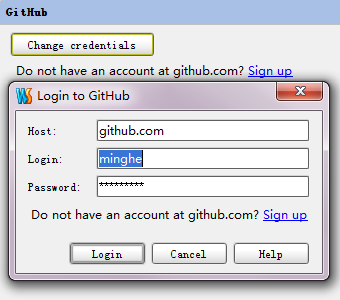 GitHub
Change credentials
Do not have an account at github.com? Sign up
WS Login to GitHub
Host: github.com
Login: minghe
Password: *********
Do not have an account at github.com? Sign up
Login Cancel Help